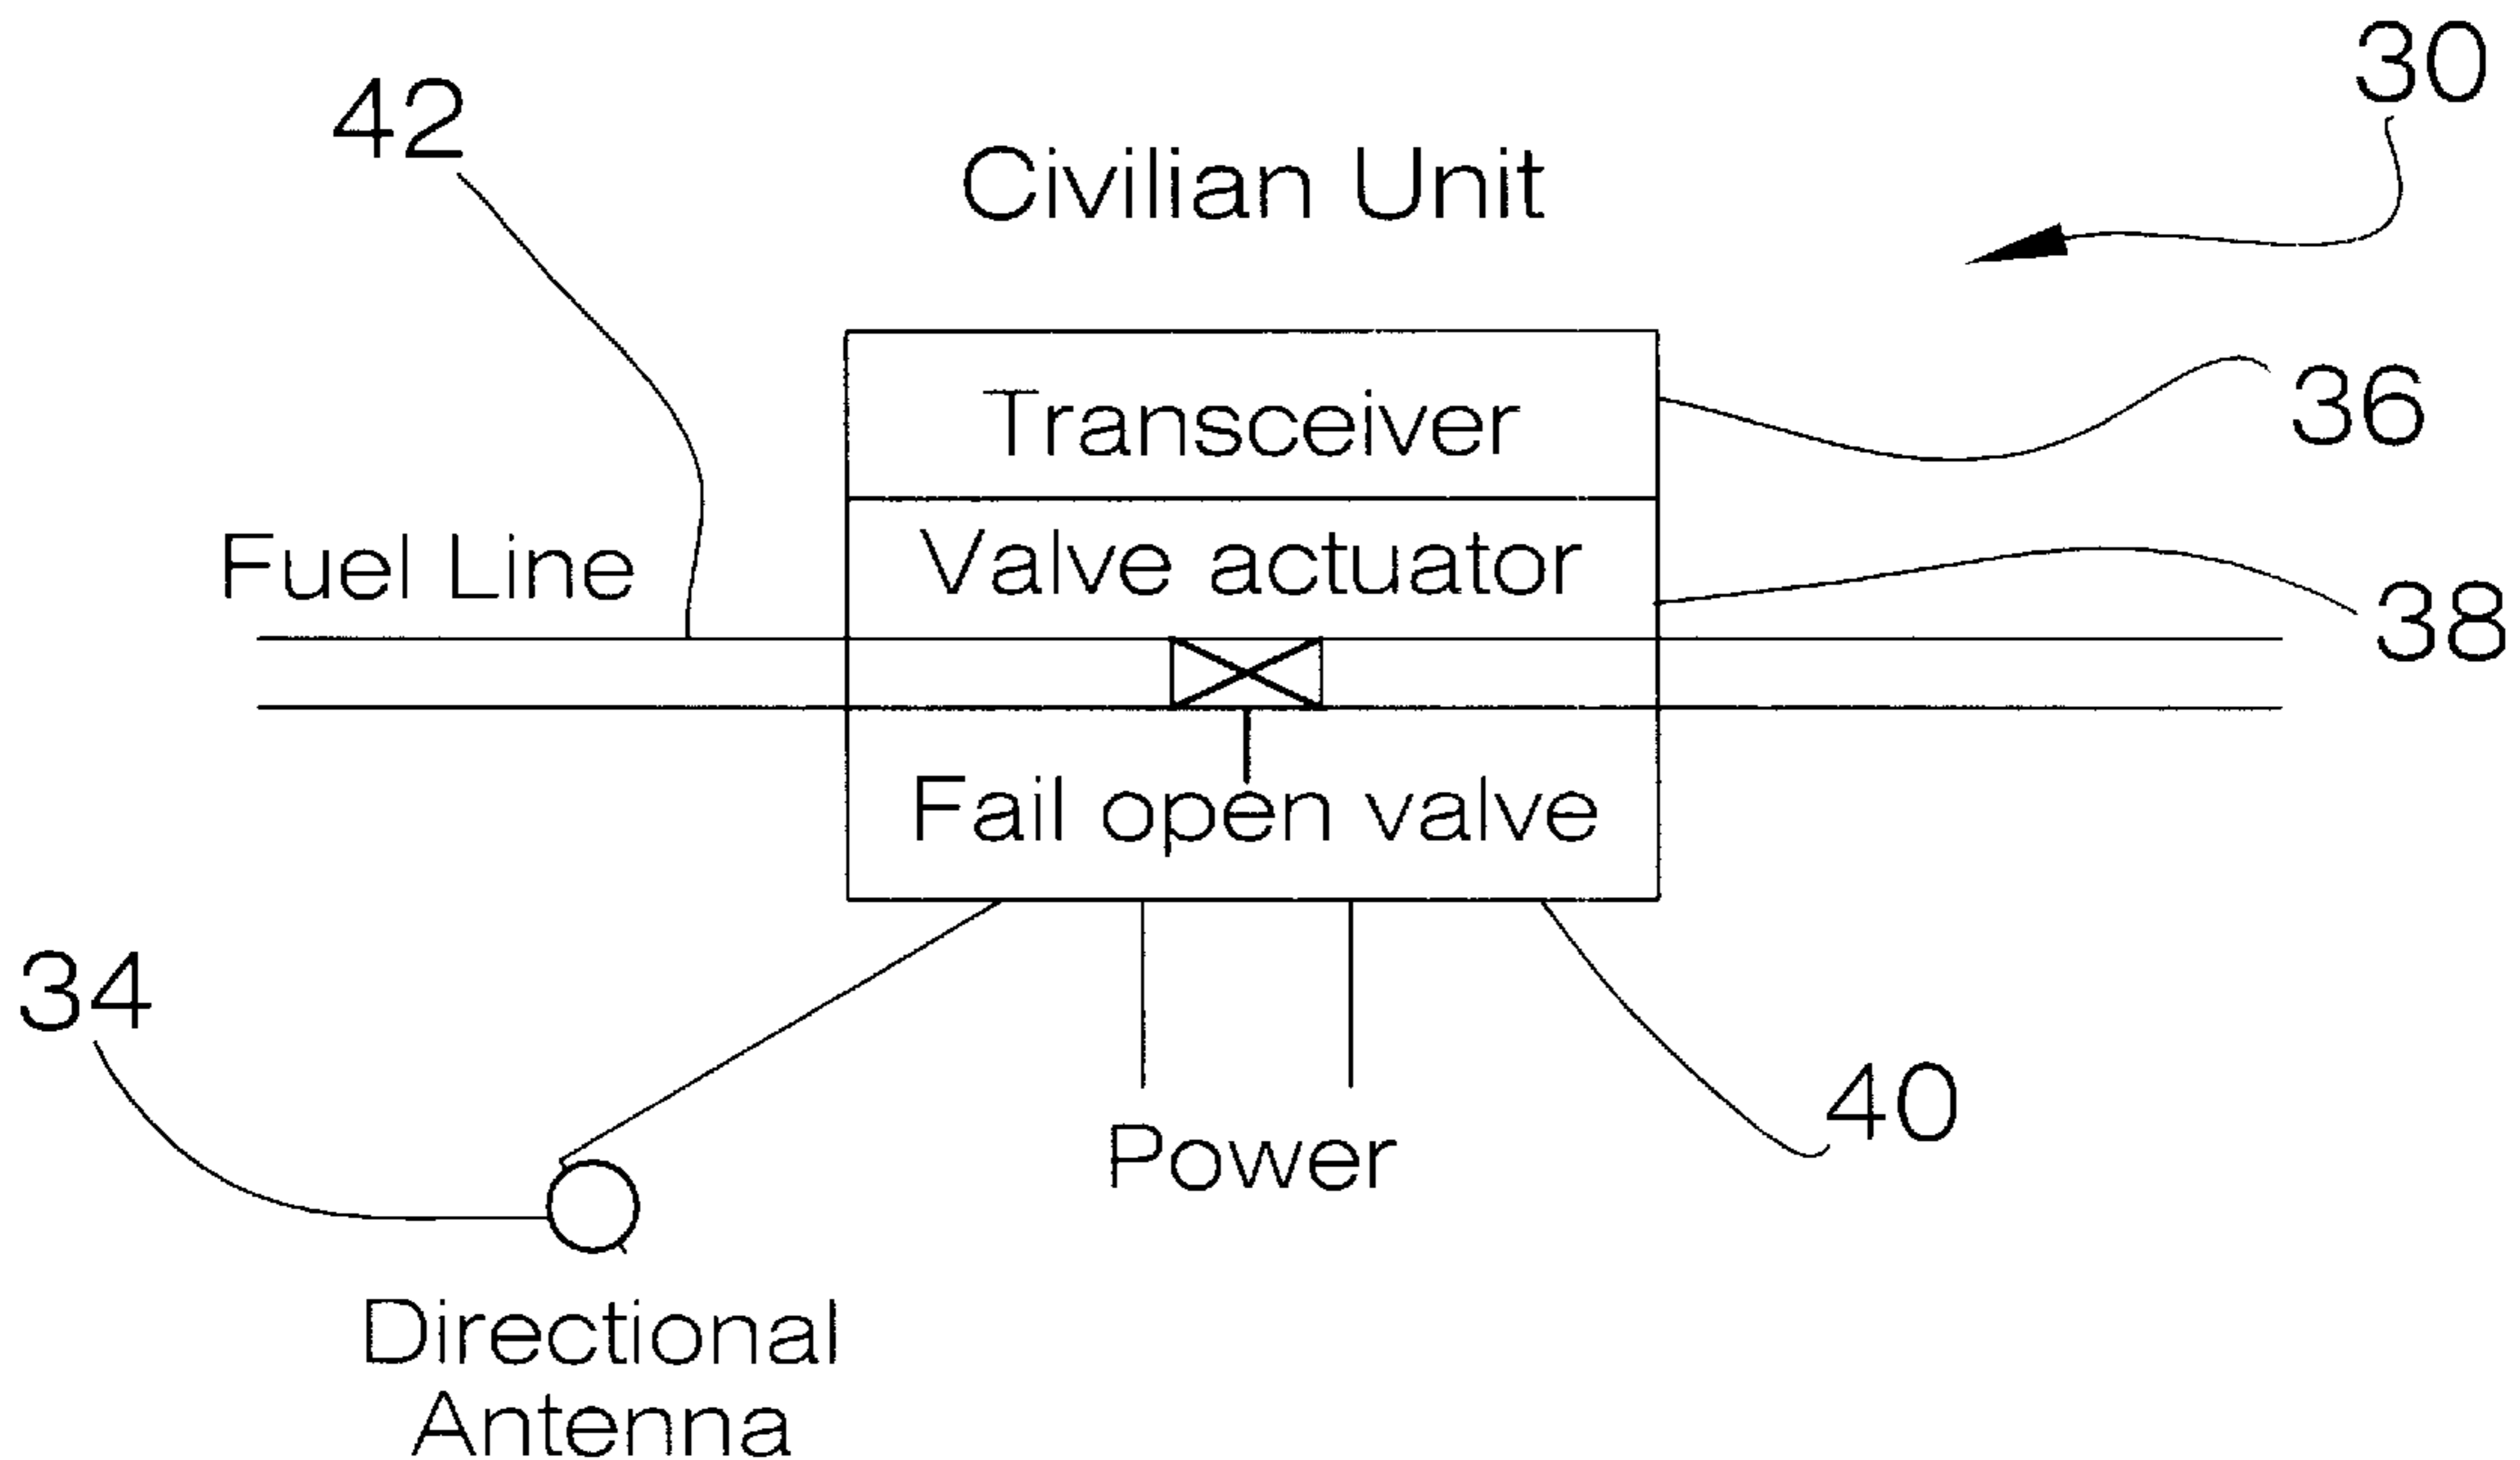 30
42
Civilian Unit
Transceiver
36
Valve actuator
Fuel Line
38
Fail open valve
34
40
Power
Directional
Antenna